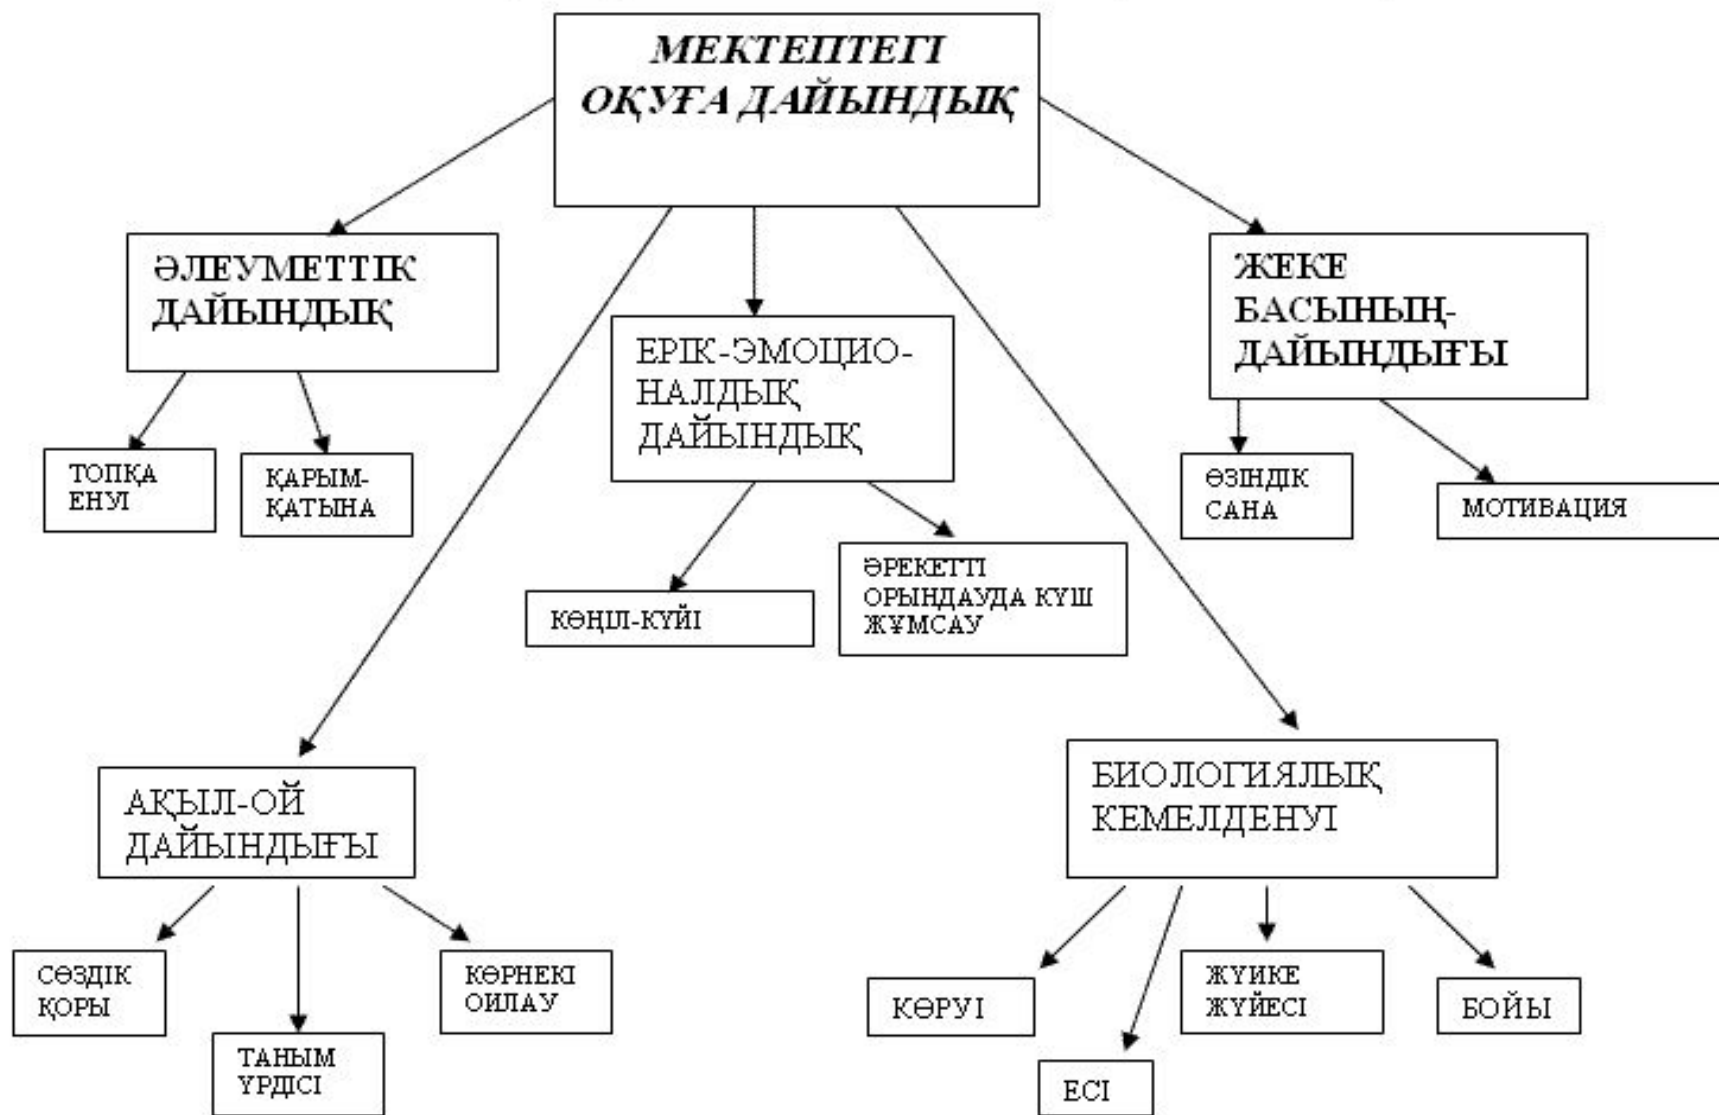 МЕКТЕПТЕГІ
ОҚУҒА ДАЙЫНДЫҚ
ӘЛЕУМЕТТІК
ДАЙЫНДЫҚ
ЕРІК-ЭМОЦИО-
НАЛДЫҚ
ДАЙЫНДЫҚ
ЖЕКЕ
БАСЫНЫҢ-
ДАЙЫНДЫҒЫ
ТОПҚА
ЕНУІ
ҚАРЫМ-
ҚАТЫНА
КӨҢІЛ-КҮЙІ
ӘРЕКЕТТІ
ОРЫНДАУДА КҮШ
ЖҰМСАУ
ӨЗІНДІК
САНА
МОТИВАЦИЯ
АҚЫЛ-ОЙ
ДАЙЫНДЫҒЫ
БИОЛОГИЯЛЫҚ
КЕМЕЛДЕНУІ
СӨЗДІК
ҚОРЫ
ТАНЫМ
ҮРДІСІ
КӨРНЕКІ
ОИЛАУ
КӨРУІ
ЕСІ
ЖҮИКЕ
ЖҮЙЕСІ
БОЙЫ